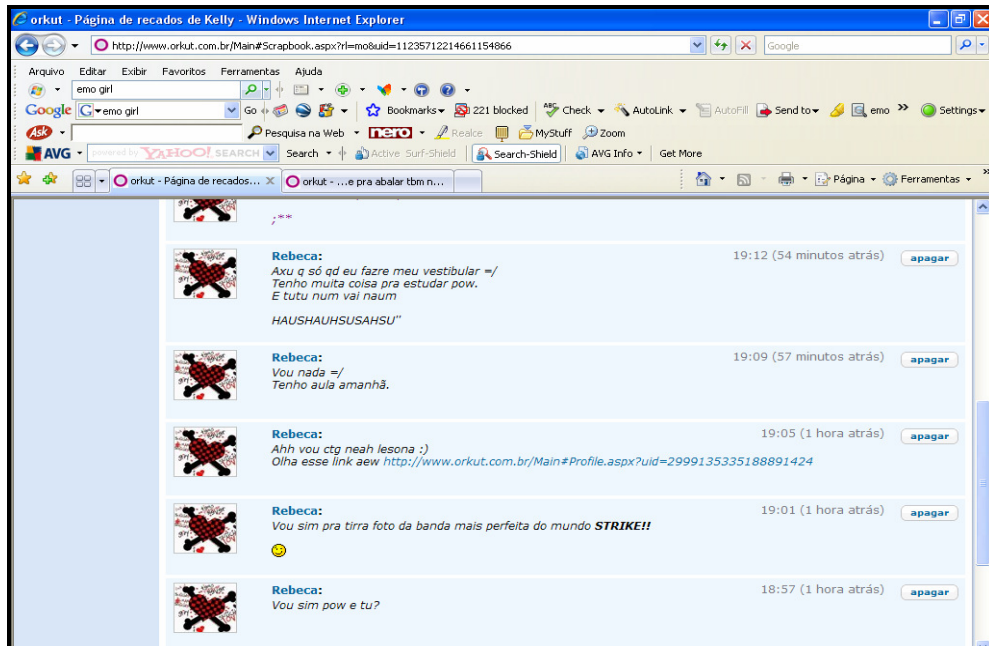 orkut - Página de recados de Kelly - Windows Internet Explorer
http://www.orkut.com.br/Main#Scrapbook.aspx?rl=mo&uid=11235712214661154866
Google
Arquivo Editar Exibir Favoritos Ferramentas Ajuda
emo girl
Google G emo girl Go Bookmarks 221 blocked ABC Check AutoLink AutoFill Send to emo >> Settings
Ask Pesquisa na Web nero Realce MyStuff Zoom
AVG powered by YAHOO! SEARCH Search Active Surf-Shield Search-Shield AVG Info Get More
orkut - Página de recados... X orkut - ...e pra abalar tbm n... Página Ferramentas >>
;**
Rebeca: 19:12 (54 minutos atrás) apagar
Axu q só qd eu fazre meu vestibular =/
Tenho muita coisa pra estudar pow.
E tutu num vai naum
HAUSHAUHSUSAHSU"
Rebeca: 19:09 (57 minutos atrás) apagar
Vou nada =/
Tenho aula amanhã.
Rebeca: 19:05 (1 hora atrás) apagar
Ahh vou ctg neah lesona :)
Olha esse link aew http://www.orkut.com.br/Main#Profile.aspx?uid=2999135335188891424
Rebeca: 19:01 (1 hora atrás) apagar
Vou sim pra tirra foto da banda mais perfeita do mundo STRIKE!!
Rebeca: 18:57 (1 hora atrás) apagar
Vou sim pow e tu?